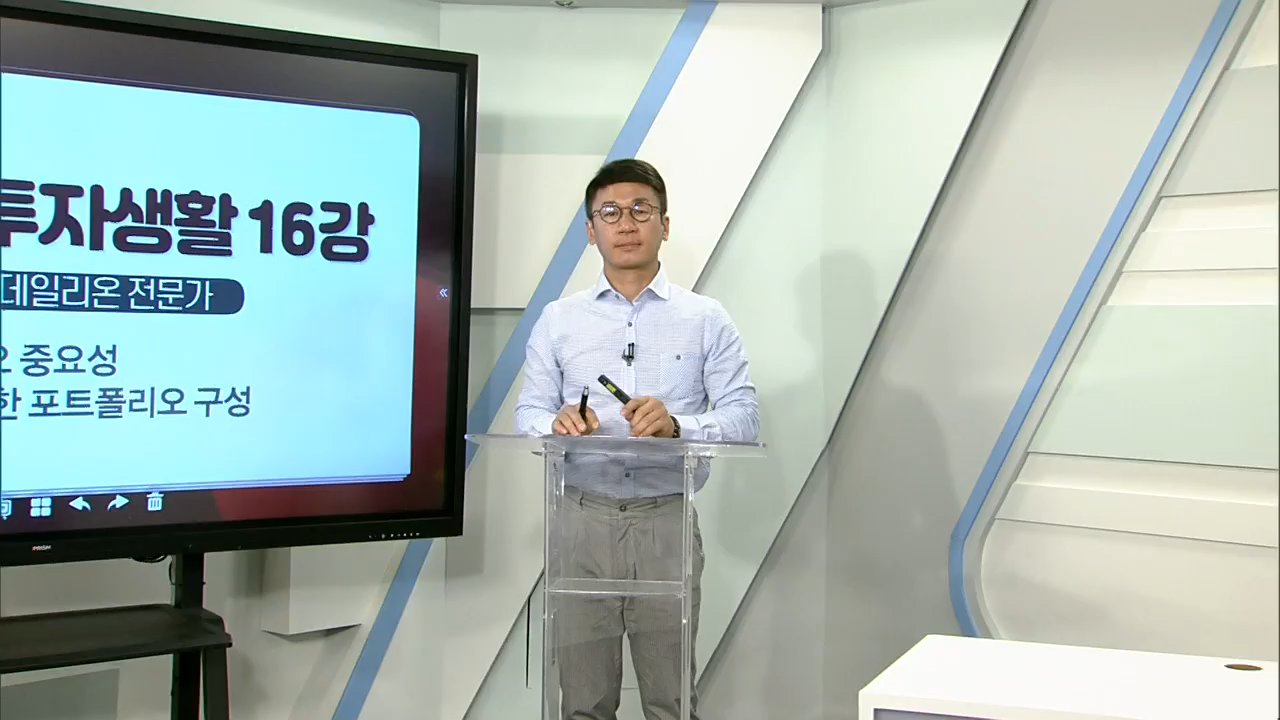 투자생활 16강
데일리온 전문가
요 중요성
한 포트폴리오 구성